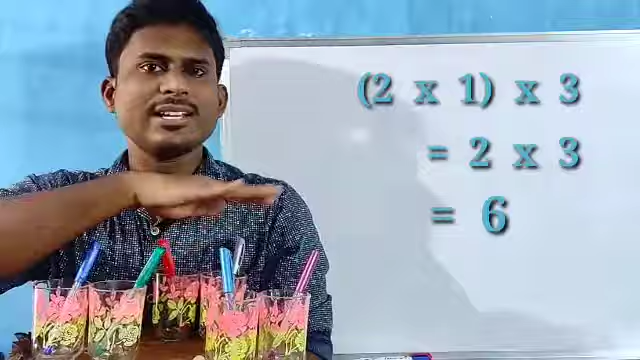 (2 x 1) x 3
= 2 x 3
= 6